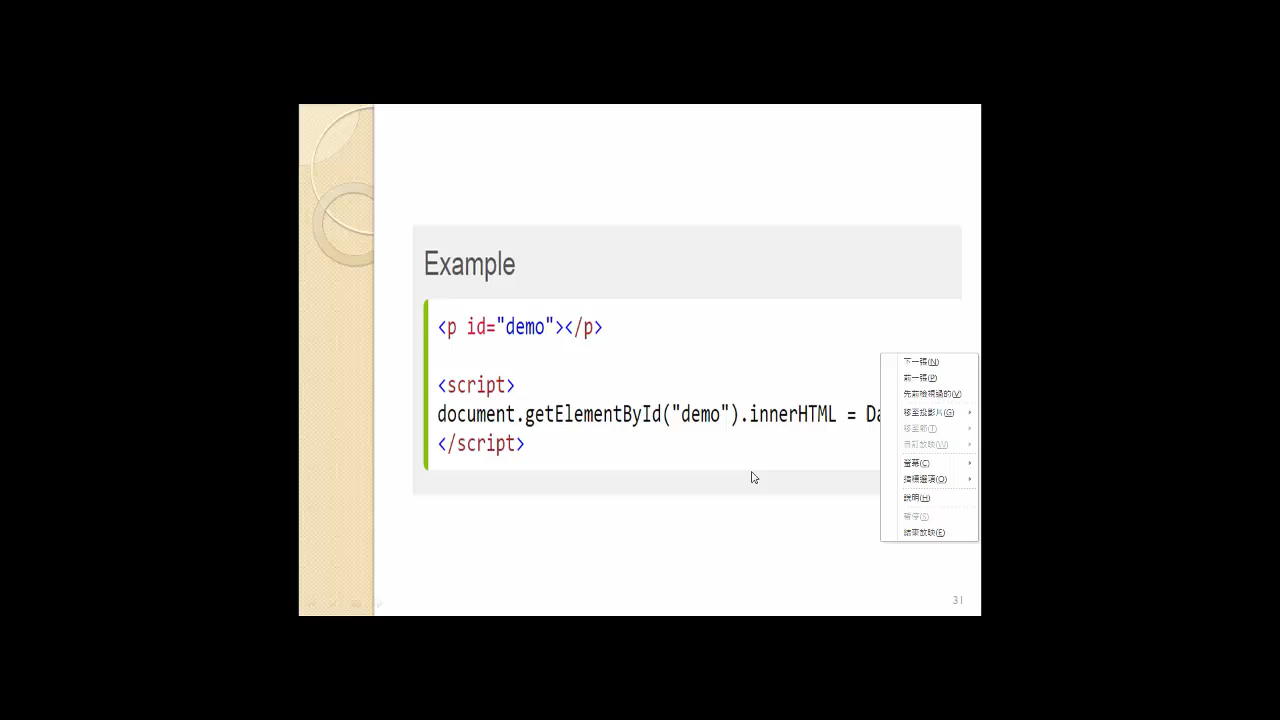 Example
<p id="demo"></p>
<script>
document.getElementById("demo").innerHTML = Da
</script>
下一張(N)
前一張(P)
先前檢視過的(V)
移至投影片(G)
移至節(T)
自訂放映(W)
螢幕(C)
指標選項(O)
說明(H)
暫停(S)
結束放映(E)
31